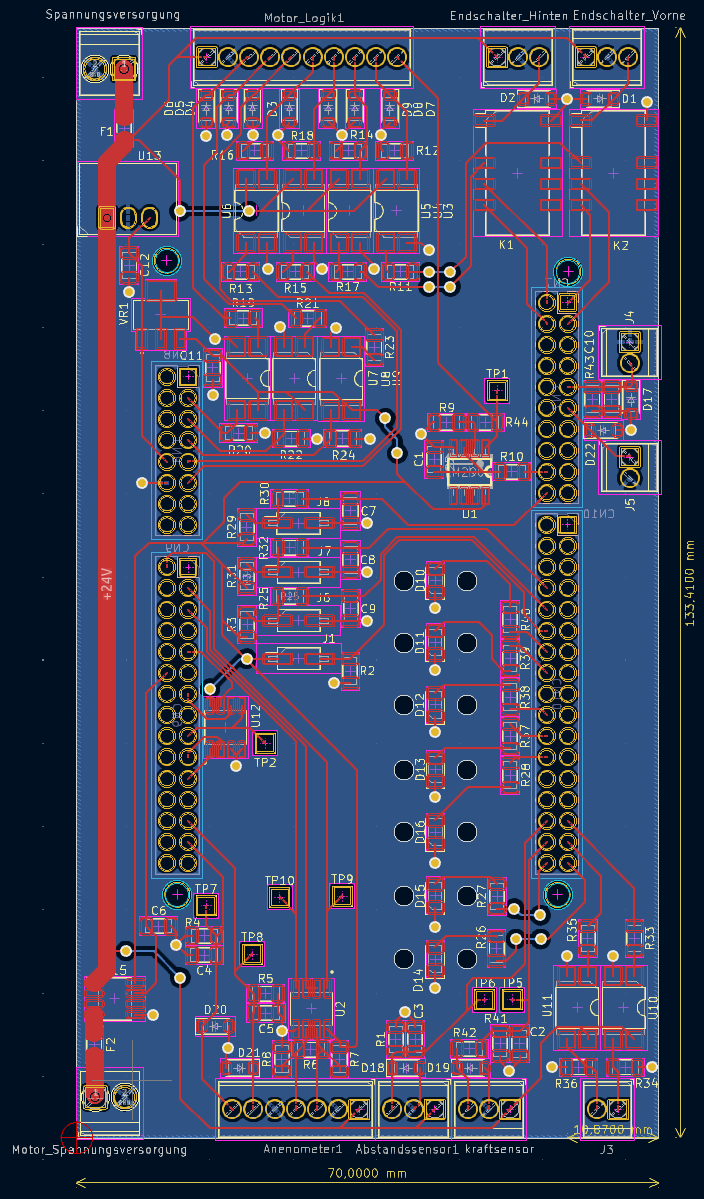 Spannungsversorgung
Motor_Logik1
Endschalter_Hinten
Endschalter_Vorne
D6
D5
D4
D3
D9
D8
D7
D2
D1
F1
R18
R14
R16
R12
U13
U6
U5
U3
K1
K2
C12
R13
R15
R17
R11
VR1
R19
R21
R23
C11
U7
U8
J4
R43
C10
D17
TP1
R9
R44
R20
R22
R24
D22
C1
R10
U1
J5
CN10
R30
J8
C7
R29
R32
J7
C8
CN9
R31
R25
J6
C9
R3
J1
R2
+24V
D10
D11
D12
D13
D16
D15
D14
R40
R39
R38
R37
R28
133,4100 mm
U12
TP2
TP7
TP10
TP9
R27
C6
R4
C4
TP8
R26
R35
R33
R5
C5
U2
TP6
TP5
R41
U11
U10
D20
F2
D21
R8
R6
R7
R1
C3
D18
R42
D19
C2
R36
R34
10,8700 mm
Motor_Spannungsversorgung
Anenometer1
Abstandssensor1
kraftsensor
J3
70,0000 mm